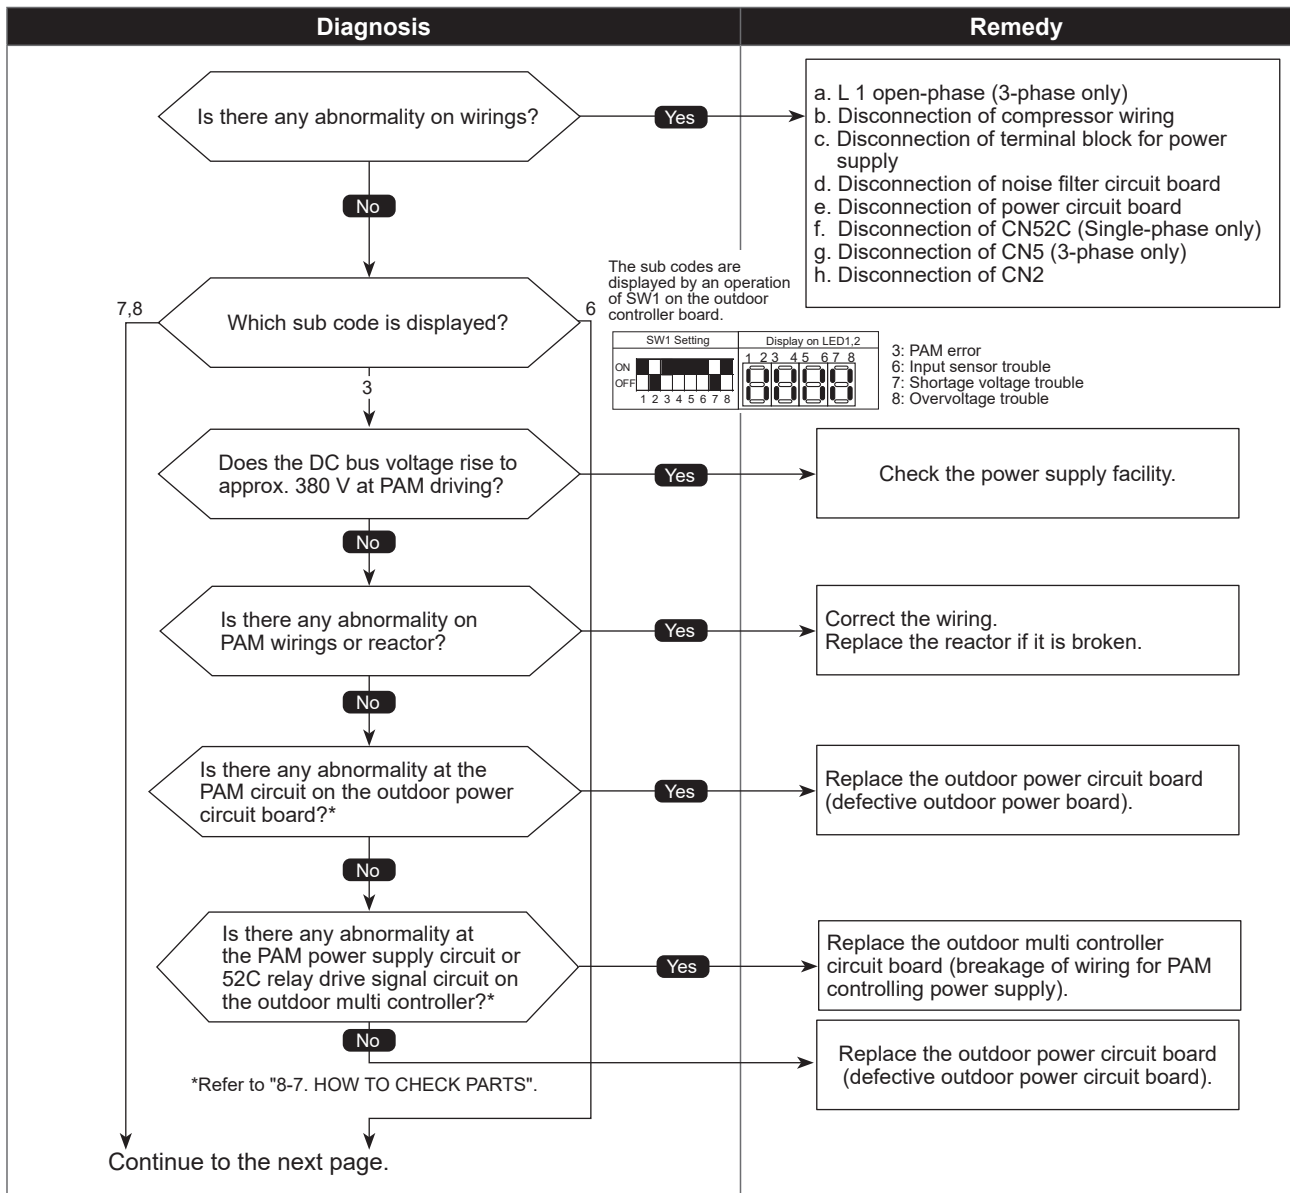 Diagnosis
Remedy
Is there any abnormality on wirings?
Yes
a. L 1 open-phase (3-phase only)
b. Disconnection of compressor wiring
c. Disconnection of terminal block for power
supply
d. Disconnection of noise filter circuit board
e. Disconnection of power circuit board
f. Disconnection of CN52C (Single-phase only)
g. Disconnection of CN5 (3-phase only)
h. Disconnection of CN2
No
The sub codes are
displayed by an operation
of SW1 on the outdoor
controller board.
7,8
Which sub code is displayed?
6
SW1 Setting
Display on LED1,2
ON
OFF
1 2 3 4 5 6 7 8
1 2 3 4 5 6 7 8
3: PAM error
6: Input sensor trouble
7: Shortage voltage trouble
8: Overvoltage trouble
3
Does the DC bus voltage rise to
approx. 380 V at PAM driving?
Yes
Check the power supply facility.
No
Is there any abnormality on
PAM wirings or reactor?
Yes
Correct the wiring.
Replace the reactor if it is broken.
No
Is there any abnormality at the
PAM circuit on the outdoor power
circuit board?*
Yes
Replace the outdoor power circuit board
(defective outdoor power board).
No
Is there any abnormality at
the PAM power supply circuit or
52C relay drive signal circuit on
the outdoor multi controller?*
Yes
Replace the outdoor multi controller
circuit board (breakage of wiring for PAM
controlling power supply).
No
Replace the outdoor power circuit board
(defective outdoor power circuit board).
*Refer to "8-7. HOW TO CHECK PARTS".
Continue to the next page.